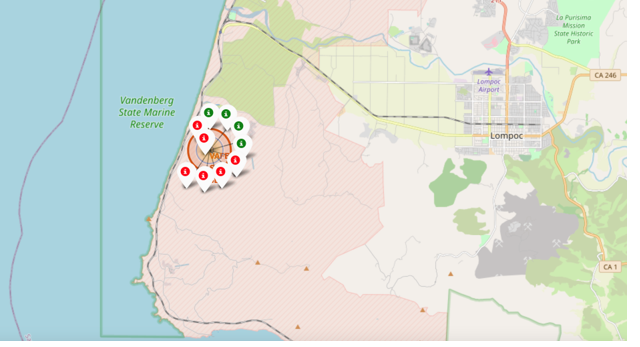 La Purisima
Mission
State Historic
Park
CA 246
Lompoc
Airport
Vandenberg
State Marine
Reserve
Lompoc
CA 1